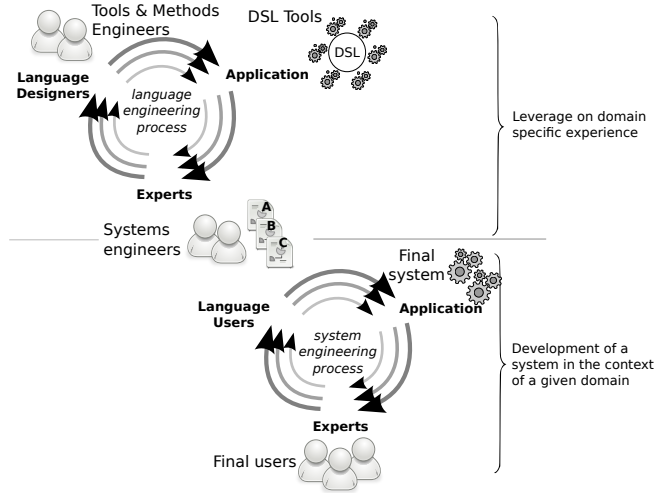 Tools & Methods
Engineers
DSL Tools
DSL
Language
Designers
Application
language
engineering
process
Experts
Leverage on domain
specific experience
Systems
engineers
A
B
C
Final
system
Language
Users
Application
system
engineering
process
Experts
Development of a
system in the context
of a given domain
Final users